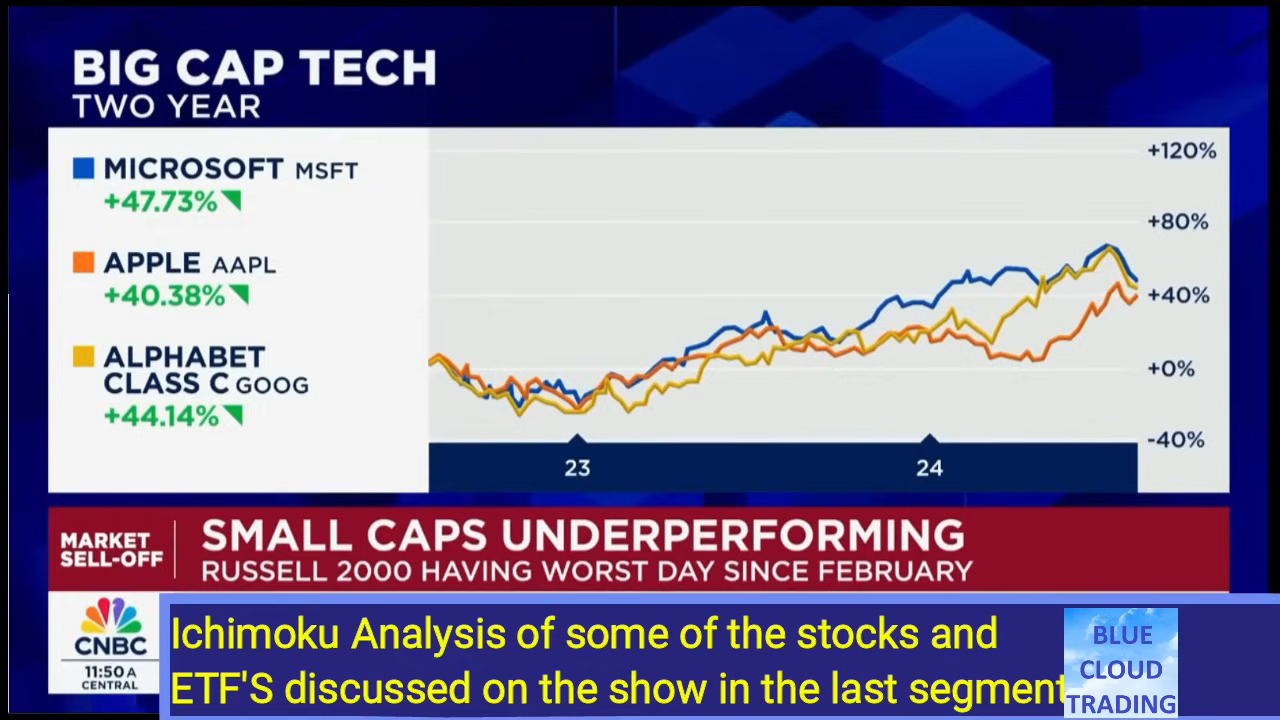 BIG CAP TECH
TWO YEAR
MICROSOFT MSFT
+47.73%
APPLE AAPL
+40.38%
ALPHABET
CLASS C GOOG
+44.14%
+120%
+80%
+40%
+0%
-40%
23
24
MARKET
SELL-OFF
SMALL CAPS UNDERPERFORMING
RUSSELL 2000 HAVING WORST DAY SINCE FEBRUARY
CNBC
11:50 A
CENTRAL
Ichimoku Analysis of some of the stocks and
ETF'S discussed on the show in the last segment
BLUE
CLOUD
TRADING